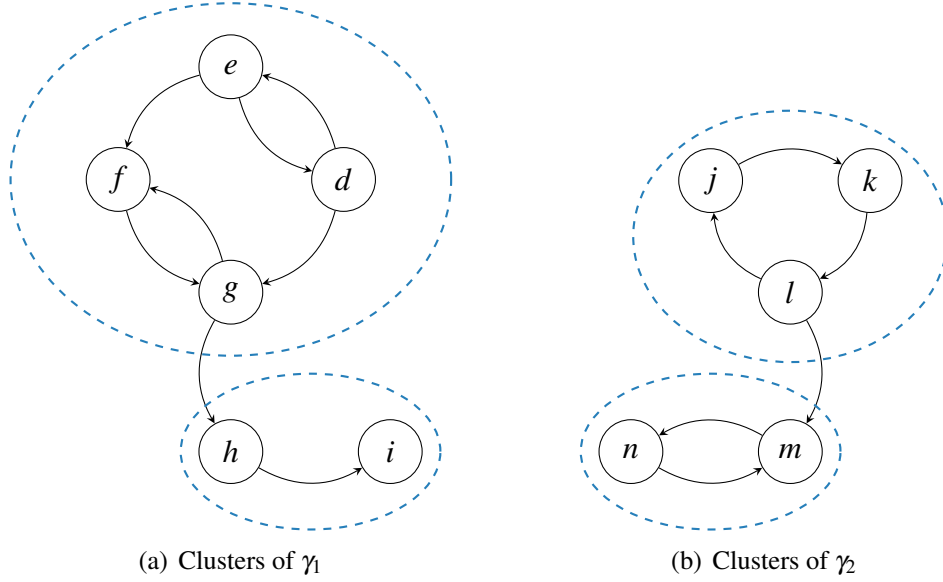 e
f
d
j
k
g
l
h
i
n
m
(a) Clusters of γ₁
(b) Clusters of γ₂